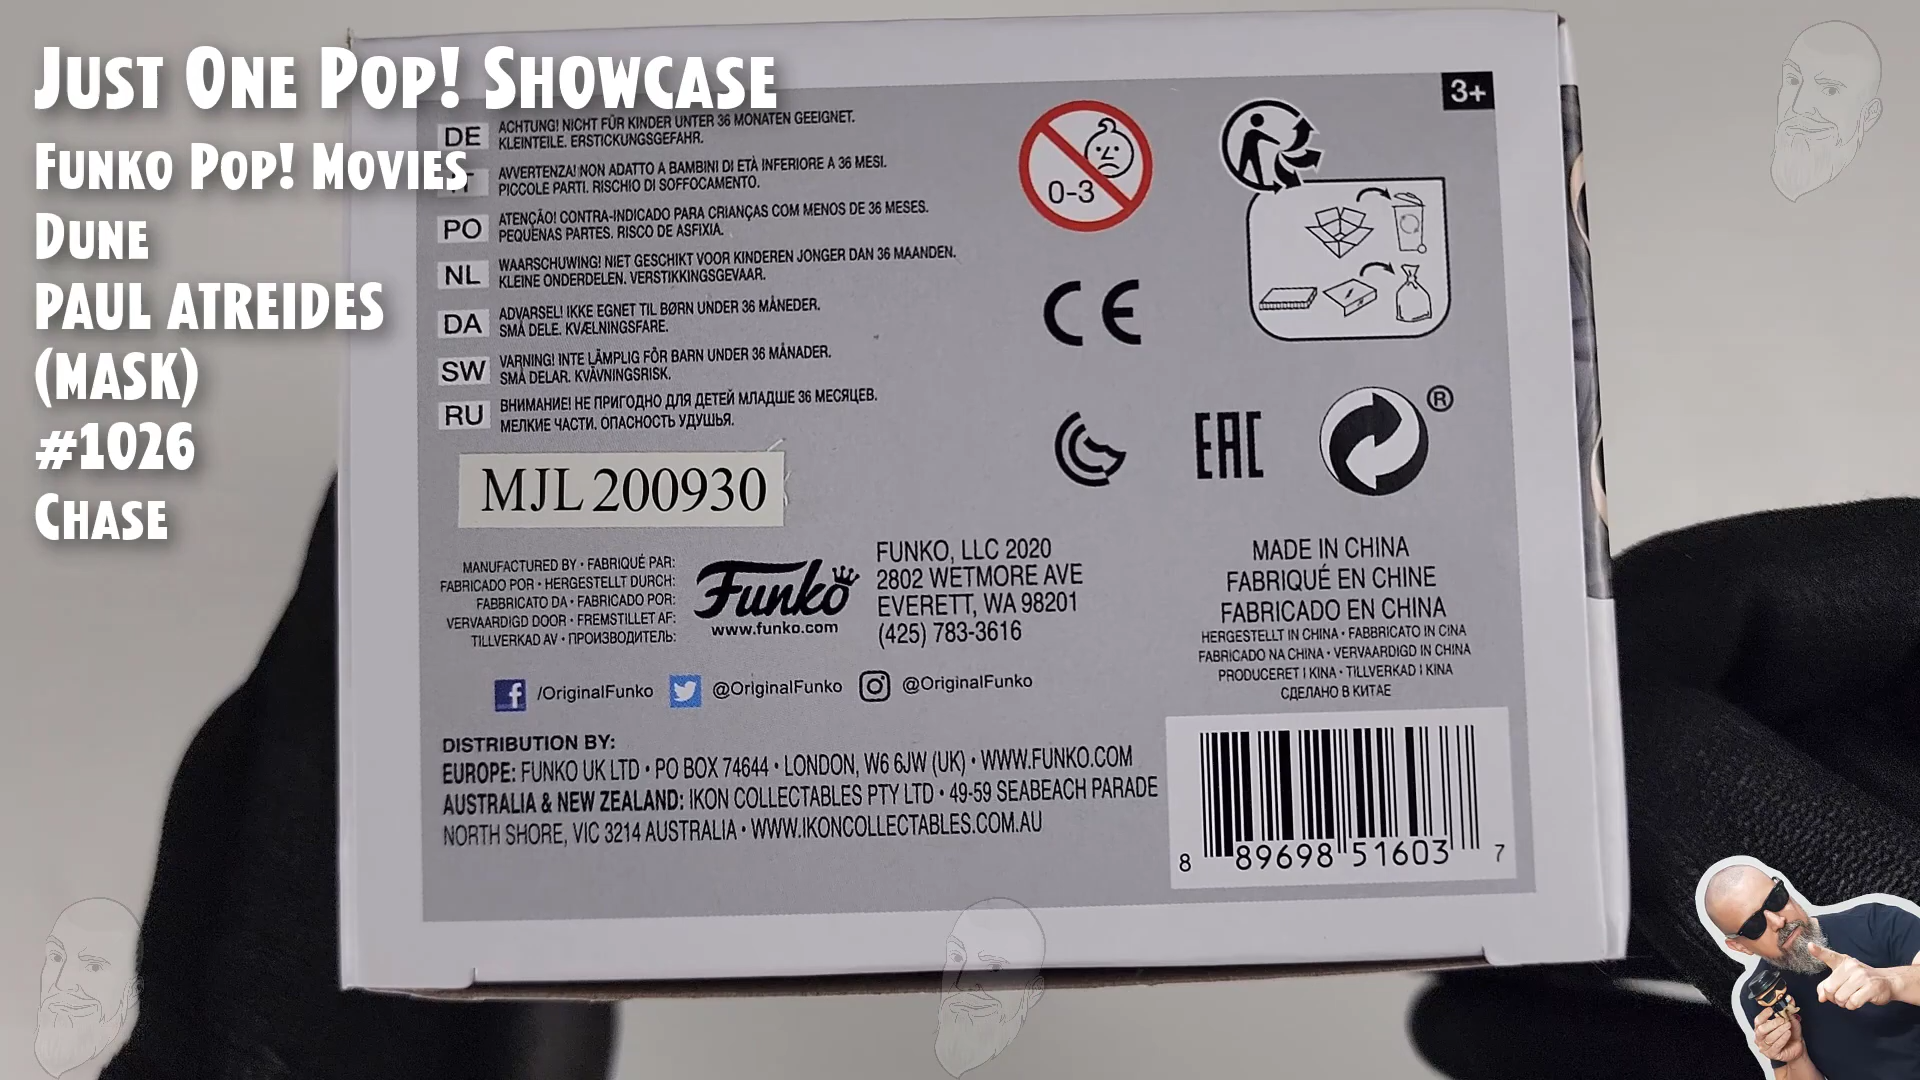 Just One Pop! Showcase
Funko Pop! Movies
Dune
PAUL ATREIDES
(MASK)
#1026
Chase
3+
DE ACHTUNG! NICHT FÜR KINDER UNTER 36 MONATEN GEEIGNET.
KLEINTEILE. ERSTICKUNGSGEFAHR.
AVVERTENZA! NON ADATTO A BAMBINI DI ETÀ INFERIORE A 36 MESI.
PICCOLE PARTI. RISCHIO DI SOFFOCAMENTO.
PO ATENÇÃO! CONTRA-INDICADO PARA CRIANÇAS COM MENOS DE 36 MESES.
PEQUENAS PARTES. RISCO DE ASFIXIA.
NL WAARSCHUWING! NIET GESCHIKT VOOR KINDEREN JONGER DAN 36 MAANDEN.
KLEINE ONDERDELEN. VERSTIKKINGSGEVAAR.
DA ADVARSEL! IKKE EGNET TIL BØRN UNDER 36 MÅNEDER.
SMÅ DELE. KVÆLNINGSFARE.
SW VARNING! INTE LÄMPLIG FÖR BARN UNDER 36 MÅNADER.
SMÅ DELAR. KVÄVNINGSRISK.
RU ВНИМАНИЕ! НЕ ПРИГОДНО ДЛЯ ДЕТЕЙ МЛАДШЕ 36 МЕСЯЦЕВ.
МЕЛКИЕ ЧАСТИ. ОПАСНОСТЬ УДУШЬЯ.
0-3
CE
EAC
®
MJL 200930
MANUFACTURED BY • FABRIQUÉ PAR:
FABRICADO POR • HERGESTELLT DURCH:
FABBRICATO DA • FABRICADO POR:
VERVAARDIGD DOOR • FREMSTILLET AF:
TILLVERKAD AV • ПРОИЗВОДИТЕЛЬ:
Funko
www.funko.com
FUNKO, LLC 2020
2802 WETMORE AVE
EVERETT, WA 98201
(425) 783-3616
MADE IN CHINA
FABRIQUÉ EN CHINE
FABRICADO EN CHINA
HERGESTELLT IN CHINA • FABBRICATO IN CINA
FABRICADO NA CHINA • VERVAARDIGD IN CHINA
PRODUCERET I KINA • TILLVERKAD I KINA
СДЕЛАНО В КИТАЕ
/OriginalFunko @OriginalFunko @OriginalFunko
DISTRIBUTION BY:
EUROPE: FUNKO UK LTD • PO BOX 74644 • LONDON, W6 6JW (UK) • WWW.FUNKO.COM
AUSTRALIA & NEW ZEALAND: IKON COLLECTABLES PTY LTD • 49-59 SEABEACH PARADE
NORTH SHORE, VIC 3214 AUSTRALIA • WWW.IKONCOLLECTABLES.COM.AU
8 89698 51603 7